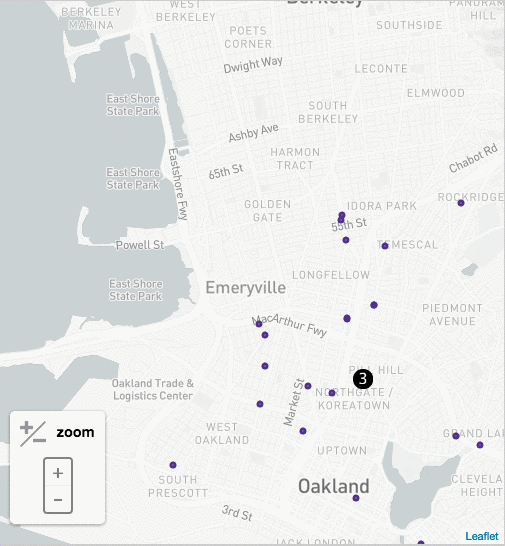 Berkeley
BERKELEY
MARINA
WEST
BERKELEY
PANORAM
HILL
POETS
CORNER
SOUTHSIDE
Dwight Way
LECONTE
ELMWOOD
East Shore
State Park
SOUTH
BERKELEY
Ashby Ave
HARMON
TRACT
Chabot Rd
65th St
East Shore
State Park
Eastshore Fwy
GOLDEN
GATE
IDORA PARK
ROCKRIDGE
55th St
Powell St
TEMESCAL
LONGFELLOW
East Shore
State Park
Emeryville
PIEDMONT
AVENUE
MacArthur Fwy
PILL HILL
3
Oakland Trade &
Logistics Center
Market St
NORTHGATE /
KOREATOWN
WEST
OAKLAND
GRAND LA
zoom
UPTOWN
+
−
SOUTH
PRESCOTT
Oakland
CLEVELA
HEIGHT
3rd St
JACK LONDON
Leaflet